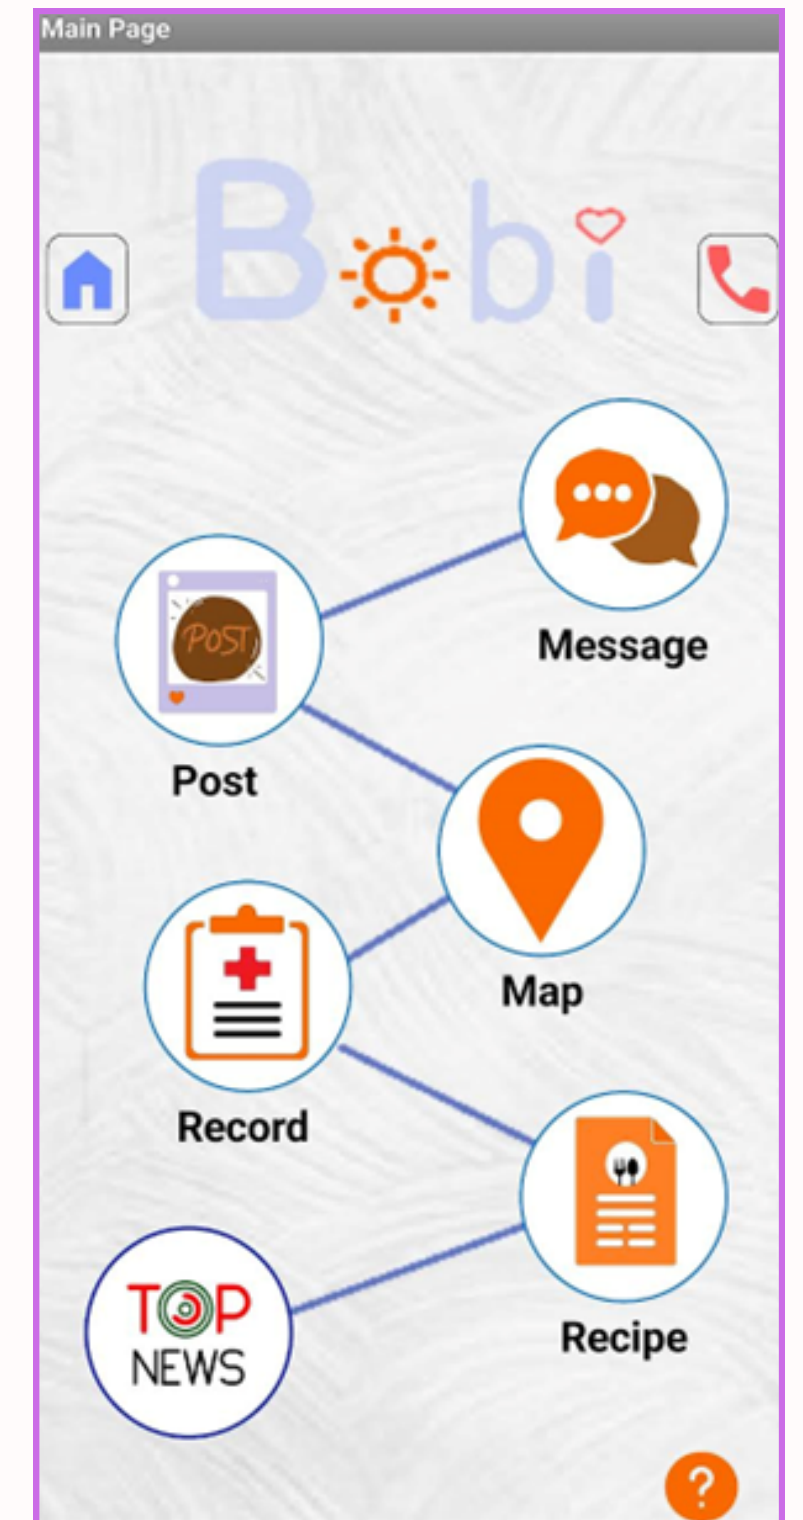 Main Page
Bobi
Message
POST
Post
Map
Record
Recipe
TOP
NEWS
?